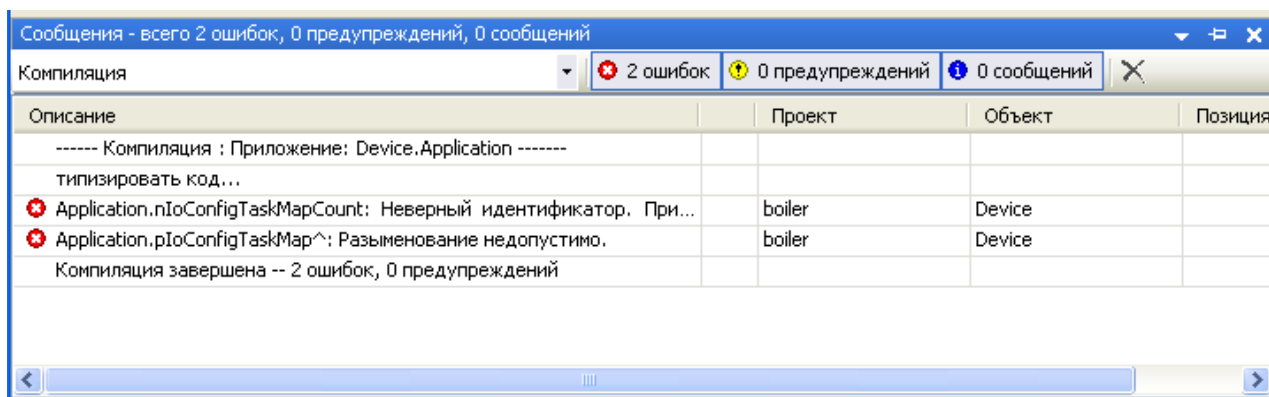 Сообщения - всего 2 ошибок, 0 предупреждений, 0 сообщений
Компиляция 2 ошибок 0 предупреждений 0 сообщений
Описание Проект Объект Позиция
------ Компиляция : Приложение: Device.Application -------
типизировать код...
Application.nIoConfigTaskMapCount: Неверный идентификатор. При... boiler Device
Application.pIoConfigTaskMap^: Разыменование недопустимо. boiler Device
Компиляция завершена -- 2 ошибок, 0 предупреждений